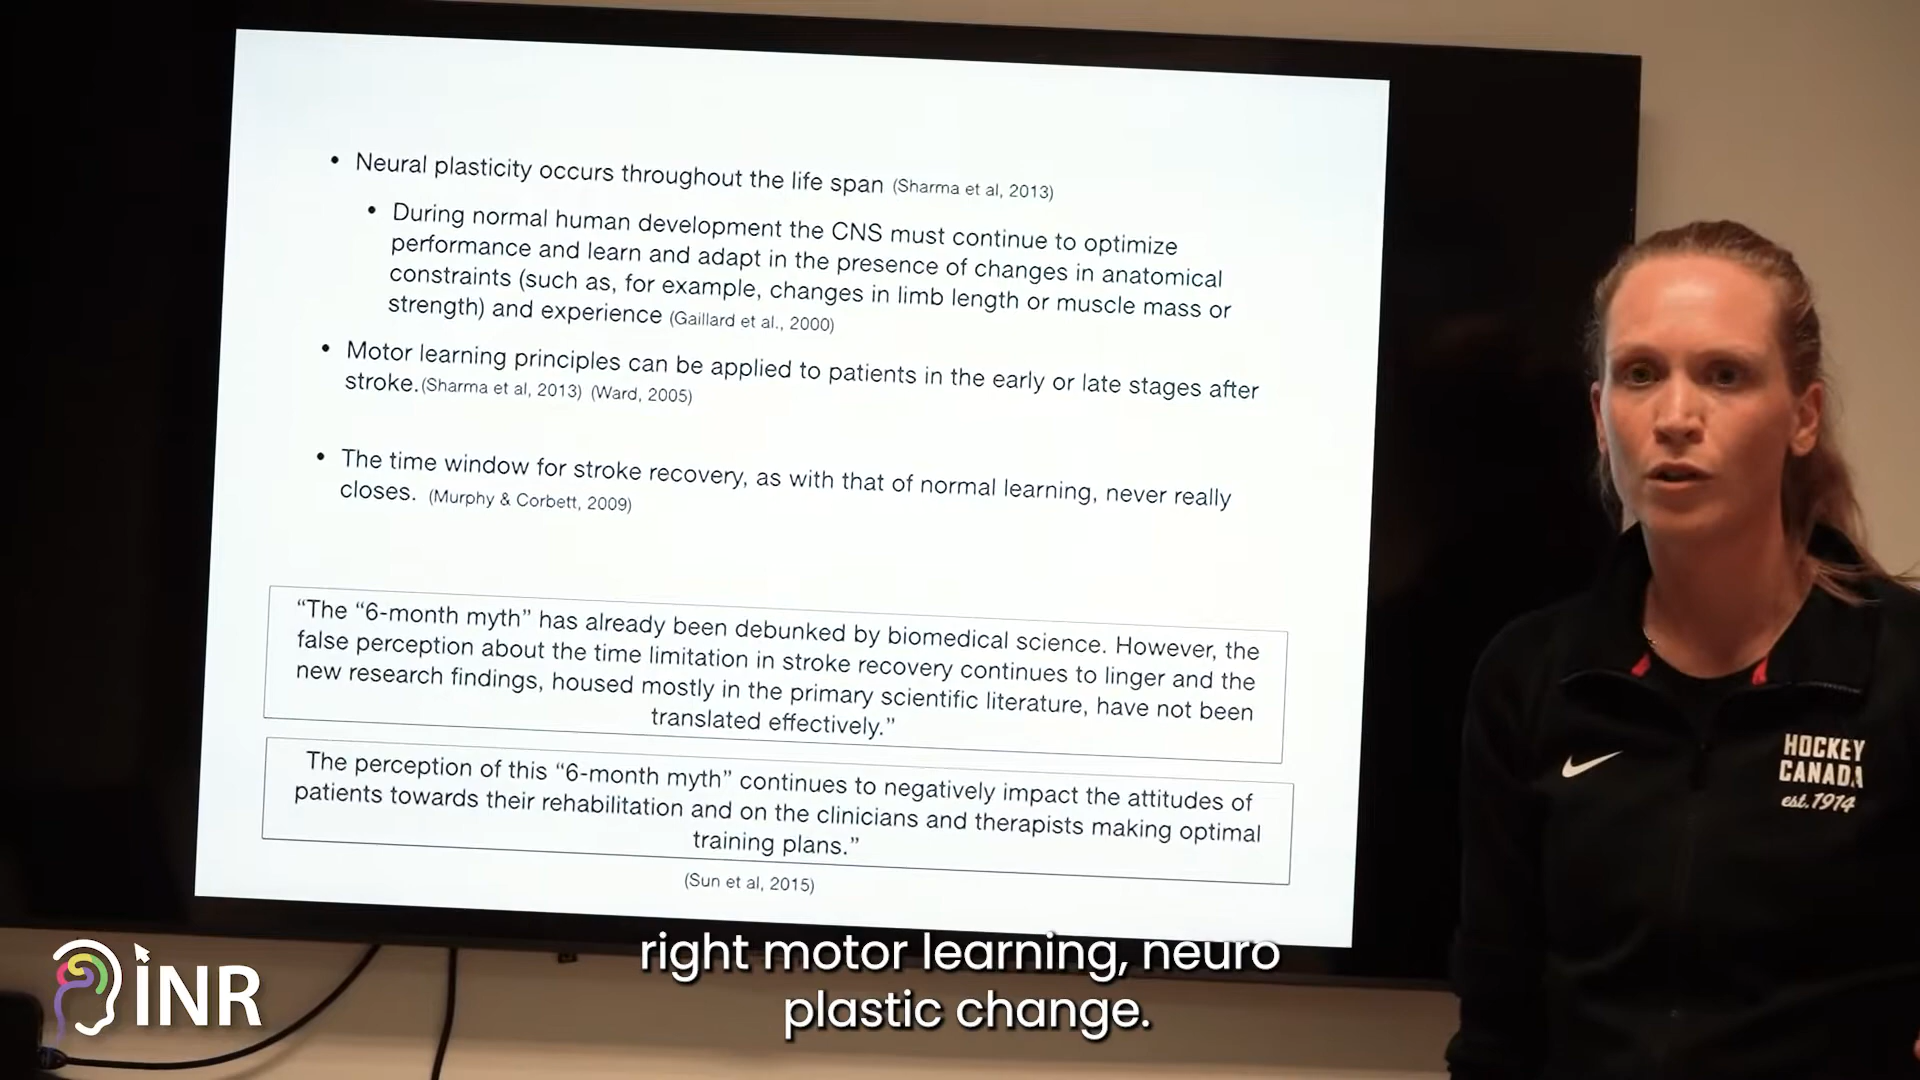 • Neural plasticity occurs throughout the life span (Sharma et al, 2013)
• During normal human development the CNS must continue to optimize
performance and learn and adapt in the presence of changes in anatomical
constraints (such as, for example, changes in limb length or muscle mass or
strength) and experience (Gaillard et al., 2000)
• Motor learning principles can be applied to patients in the early or late stages after
stroke.(Sharma et al, 2013) (Ward, 2005)
• The time window for stroke recovery, as with that of normal learning, never really
closes. (Murphy & Corbett, 2009)
“The “6-month myth” has already been debunked by biomedical science. However, the
false perception about the time limitation in stroke recovery continues to linger and the
new research findings, housed mostly in the primary scientific literature, have not been
translated effectively.”
The perception of this “6-month myth” continues to negatively impact the attitudes of
patients towards their rehabilitation and on the clinicians and therapists making optimal
training plans.”
(Sun et al, 2015)
HOCKEY
CANADA
est.1914
iNR
right motor learning, neuro
plastic change.